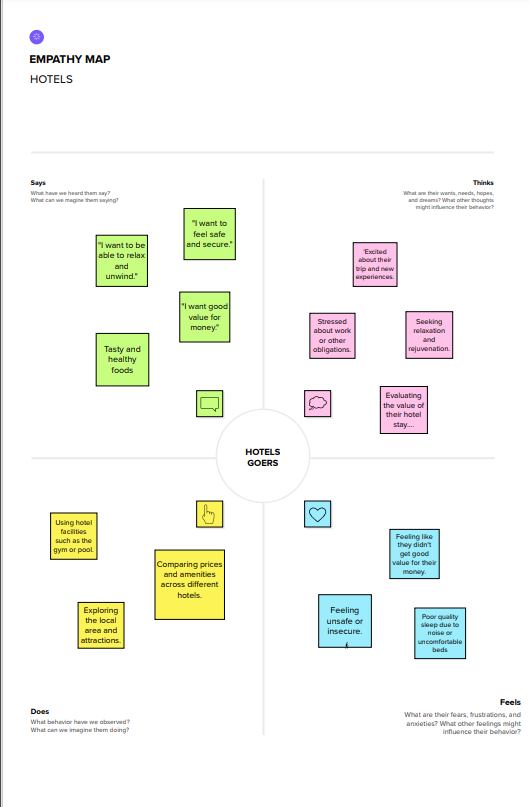 EMPATHY MAP
HOTELS
Says
What have we heard them say?
What can we magine them saying?
"I want to
feel safe
and secure."
"I want to be
able to relax
and
unwind."
"I want good
value for
money."
Tasty and
healthy
foods
Thinks
What are their wants, needs, hopes,
and dreams? What other thoughts
might influence their behavior?
"Excited
about their
trip and new
experiences.
Stressed
about work
or other
obligations.
Seeking
relaxation
and
rejuvenation.
Evaluating
the value of
their hotel
stay....
HOTELS
GOERS
Using hotel
facilities
such as the
gym or pool.
Comparing prices
and amenities
across different
hotels.
Exploring
the local
area and
attractions.
Does
What behavior have we observed?
What can we imagine them doing?
Feeling like
they didn't
get good
value for their
money.
Feeling
unsafe or
insecure.
Poor quality
sleep due to
noise or
uncomfortable
beds
Feels
What are their fears, frustrations, and
anxieties? What other feelings might
influence their behavior?